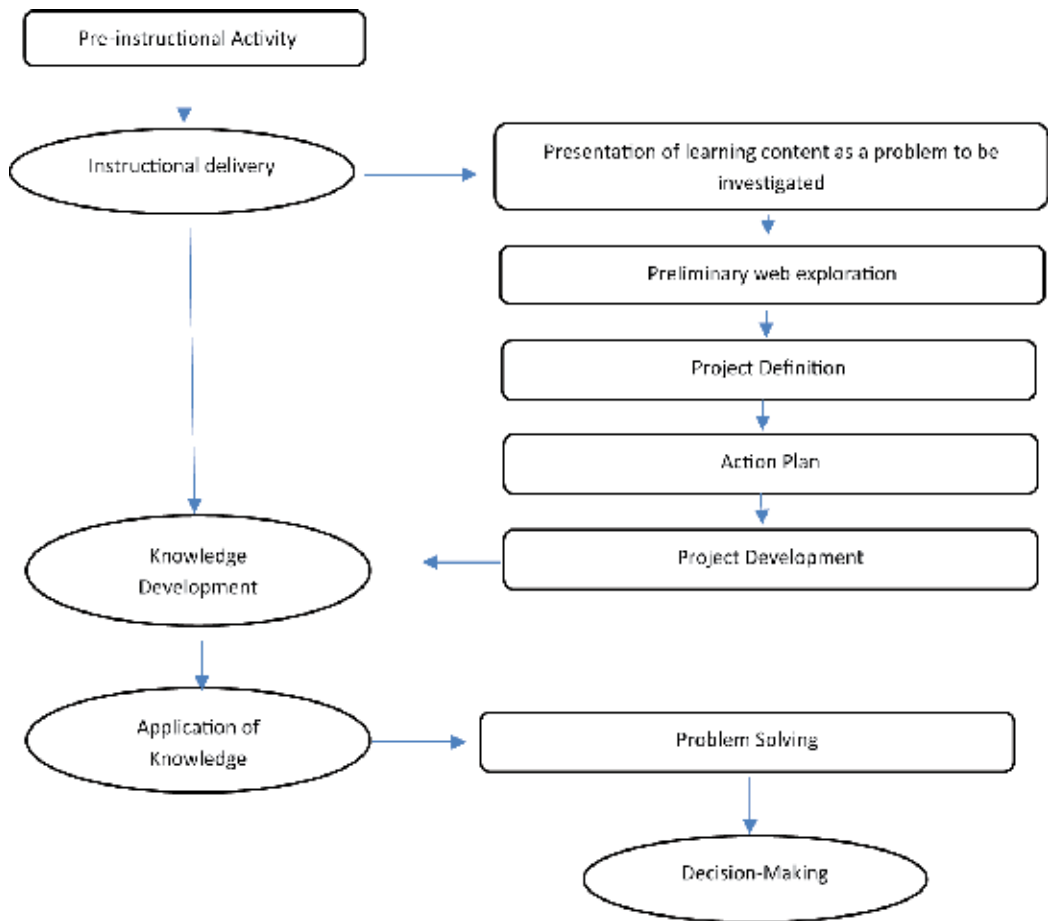 Pre-instructional Activity
Instructional delivery
Presentation of learning content as a problem to be
investigated
Preliminary web exploration
Project Definition
Action Plan
Project Development
Knowledge
Development
Application of
Knowledge
Problem Solving
Decision-Making